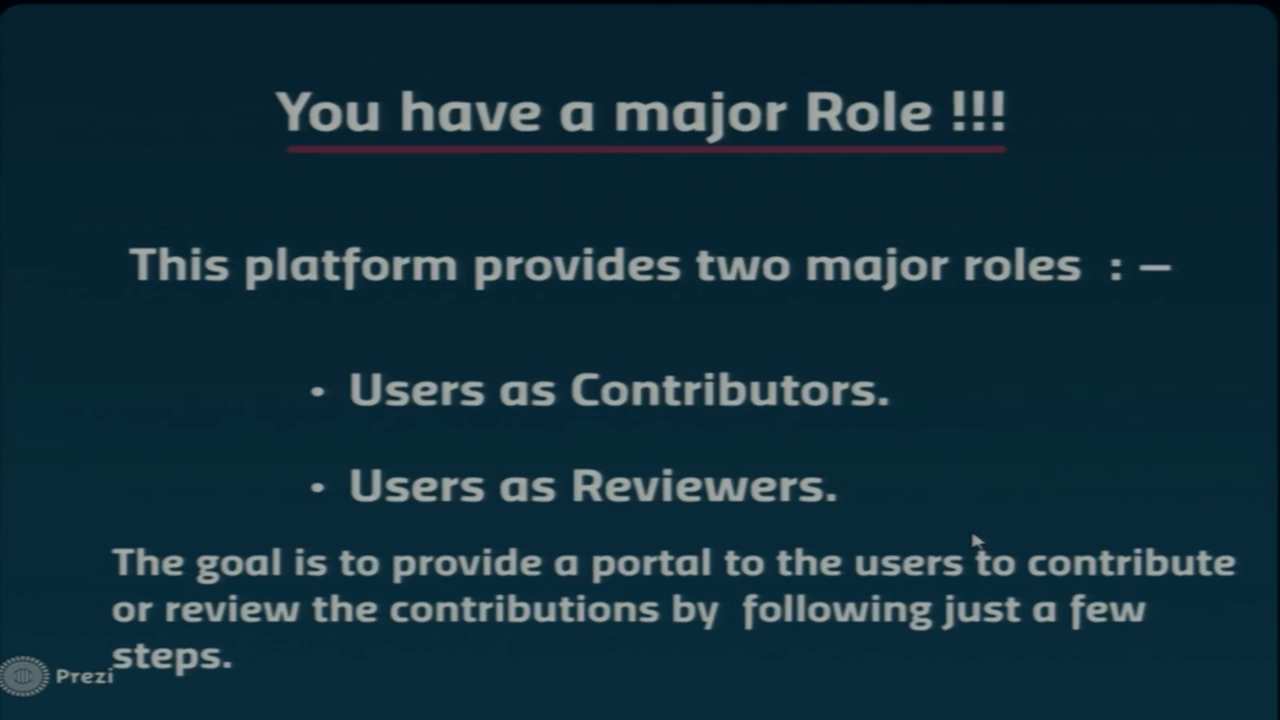 You have a major Role !!!
This platform provides two major roles : –
• Users as Contributors.
• Users as Reviewers.
The goal is to provide a portal to the users to contribute
or review the contributions by following just a few
steps.
Prezi